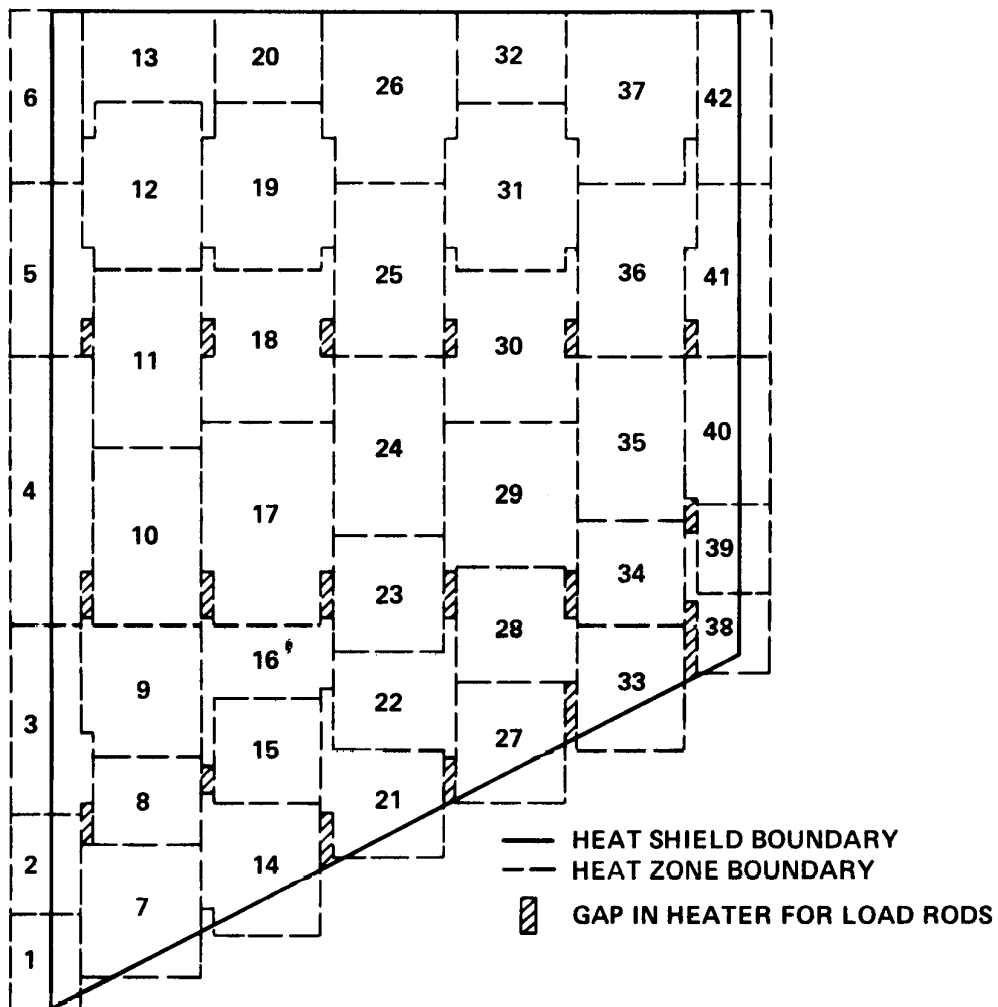 13 20 32
6 26 37 42
12 19 31
5 25 36 41
11 18 30
4 24 35 40
10 17 29 39
23 34
16 28 38
9 22 33
3 15 27
8 21
2 14
7
1
HEAT SHIELD BOUNDARY
HEAT ZONE BOUNDARY
GAP IN HEATER FOR LOAD RODS